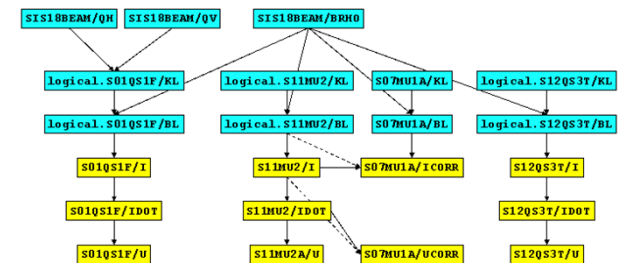 SIS18BEAM/QH SIS18BEAM/QV SIS18BEAM/BRHO
logical.S01QS1F/KL logical.S11MU2/KL S07MU1A/KL logical.S12QS3T/KL
logical.S01QS1F/BL logical.S11MU2/BL S07MU1A/BL logical.S12QS3T/BL
S01QS1F/I S11MU2/I S07MU1A/ICORR S12QS3T/I
S01QS1F/IDOT S11MU2/IDOT S12QS3T/IDOT
S01QS1F/U S11MU2A/U S07MU1A/UCORR S12QS3T/U